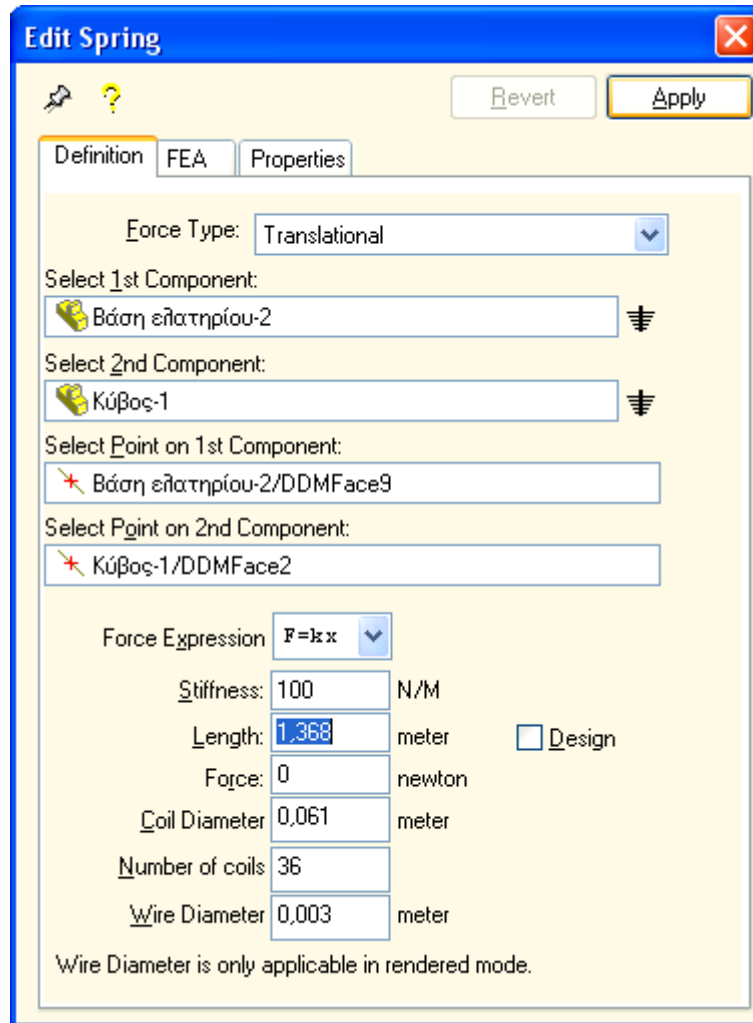 Edit Spring
? Revert Apply
Definition FEA Properties
Force Type: Translational
Select 1st Component:
Βάση ελατηρίου-2
Select 2nd Component:
Κύβος-1
Select Point on 1st Component:
Βάση ελατηρίου-2/DDMFace9
Select Point on 2nd Component:
Κύβος-1/DDMFace2
Force Expression F=kx
Stiffness: 100 N/M
Length: 1,368 meter Design
Force: 0 newton
Coil Diameter 0,061 meter
Number of coils 36
Wire Diameter 0,003 meter
Wire Diameter is only applicable in rendered mode.